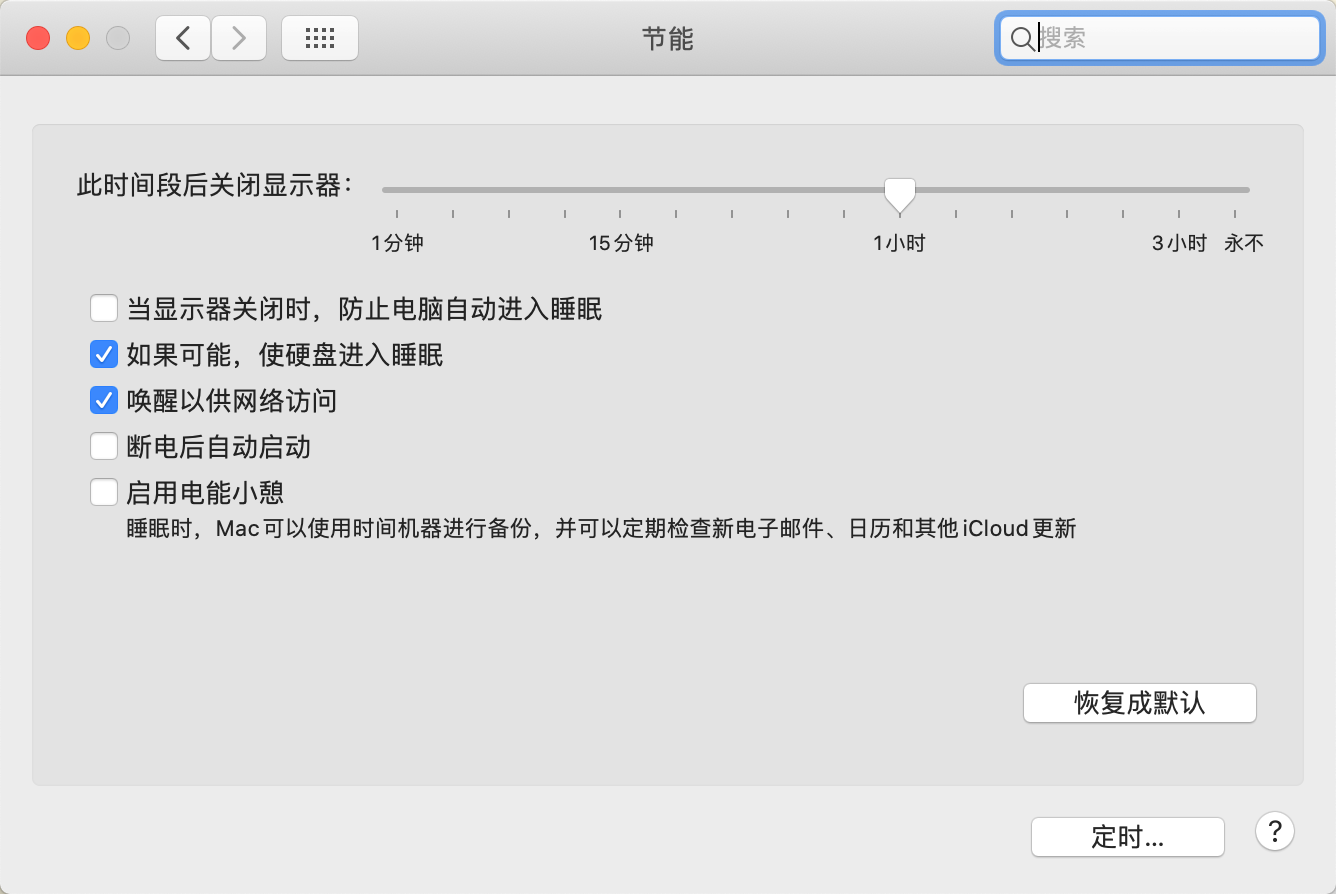 节能
搜索
此时间段后关闭显示器：
1分钟 15分钟 1小时 3小时 永不
当显示器关闭时，防止电脑自动进入睡眠
如果可能，使硬盘进入睡眠
唤醒以供网络访问
断电后自动启动
启用电能小憩
睡眠时，Mac可以使用时间机器进行备份，并可以定期检查新电子邮件、日历和其他iCloud更新
恢复成默认
定时...
?